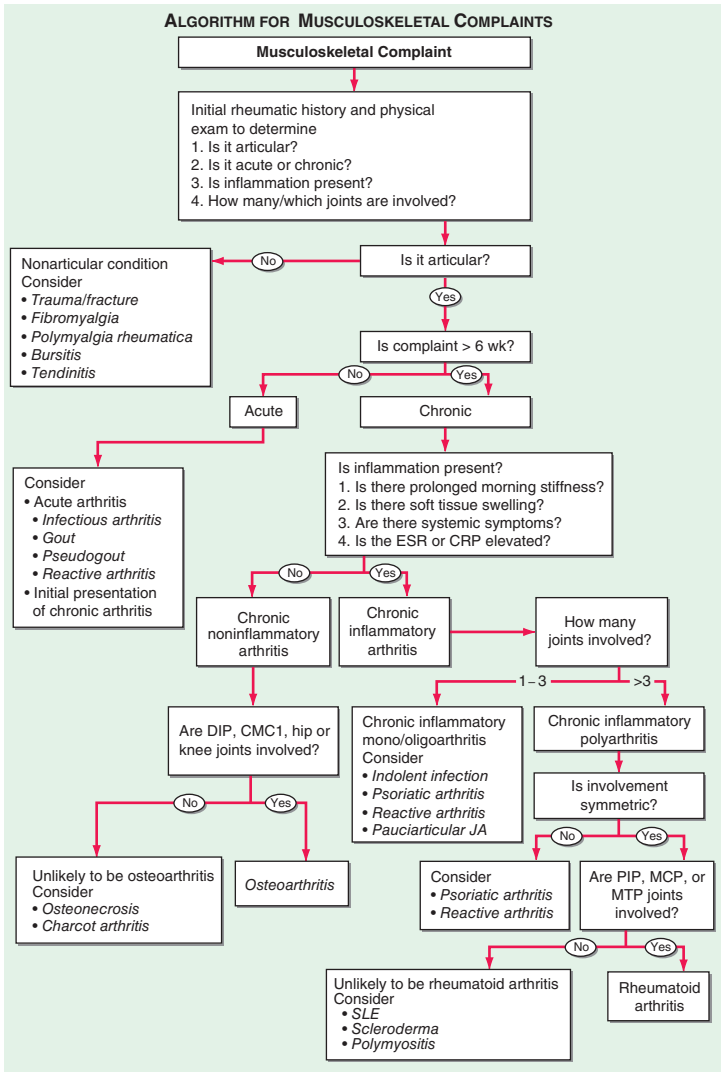 ALGORITHM FOR MUSCULOSKELETAL COMPLAINTS
Musculoskeletal Complaint
Initial rheumatic history and physical
exam to determine
1. Is it articular?
2. Is it acute or chronic?
3. Is inflammation present?
4. How many/which joints are involved?
Is it articular?
No
Nonarticular condition
Consider
• Trauma/fracture
• Fibromyalgia
• Polymyalgia rheumatica
• Bursitis
• Tendinitis
Yes
Is complaint > 6 wk?
No
Yes
Acute
Chronic
Consider
• Acute arthritis
• Infectious arthritis
• Gout
• Pseudogout
• Reactive arthritis
• Initial presentation
of chronic arthritis
Is inflammation present?
1. Is there prolonged morning stiffness?
2. Is there soft tissue swelling?
3. Are there systemic symptoms?
4. Is the ESR or CRP elevated?
No
Yes
Chronic
noninflammatory
arthritis
Chronic
inflammatory
arthritis
How many
joints involved?
1–3
>3
Are DIP, CMC1, hip or
knee joints involved?
Chronic inflammatory
mono/oligoarthritis
Consider
• Indolent infection
• Psoriatic arthritis
• Reactive arthritis
• Pauciarticular JA
Chronic inflammatory
polyarthritis
Is involvement
symmetric?
No
Yes
No
Yes
Unlikely to be osteoarthritis
Consider
• Osteonecrosis
• Charcot arthritis
Osteoarthritis
Consider
• Psoriatic arthritis
• Reactive arthritis
Are PIP, MCP, or
MTP joints
involved?
No
Yes
Unlikely to be rheumatoid arthritis
Consider
• SLE
• Scleroderma
• Polymyositis
Rheumatoid
arthritis